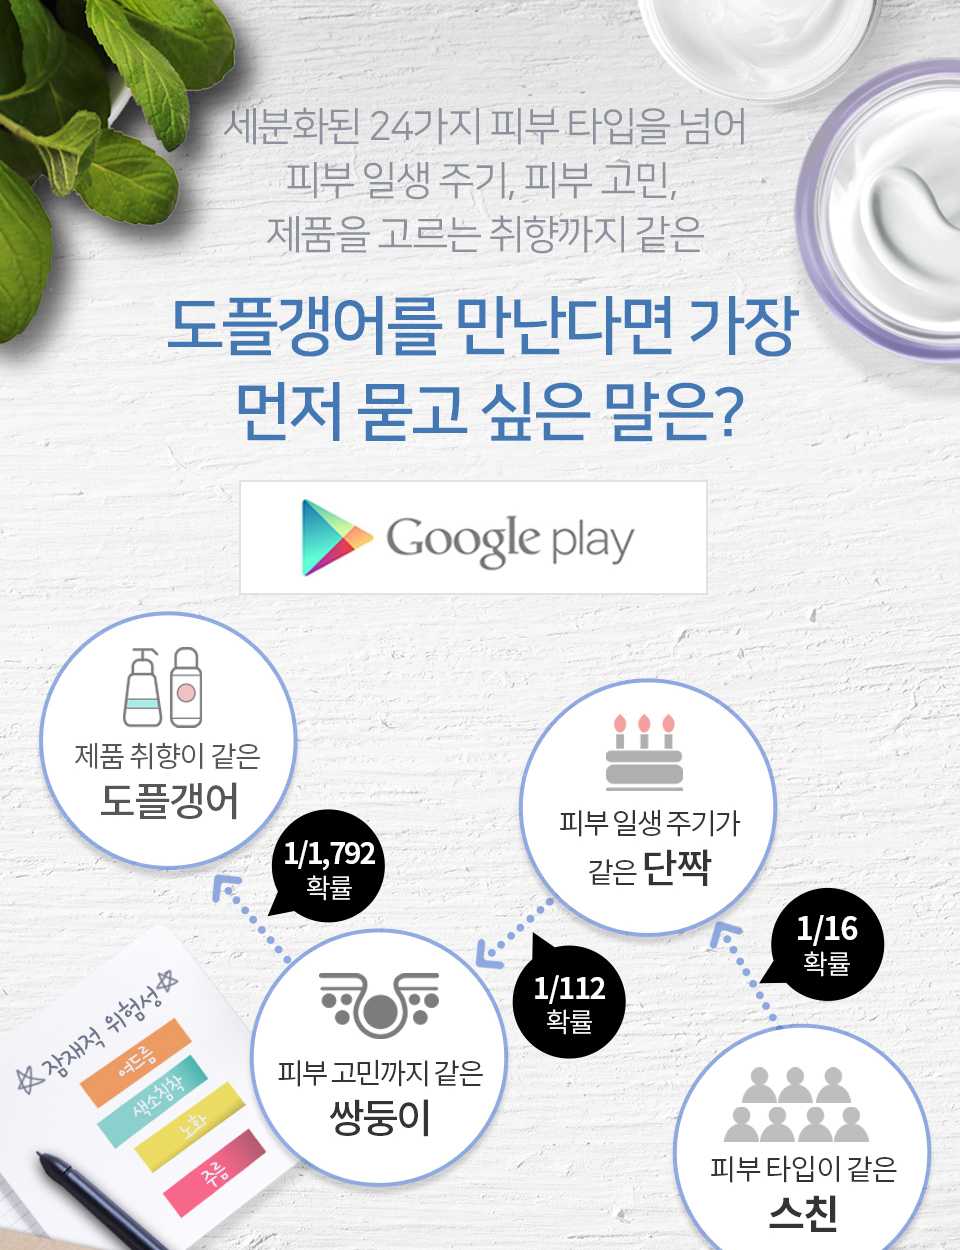 세분화된 24가지 피부 타입을 넘어
피부 일생 주기, 피부 고민,
제품을 고르는 취향까지 같은
도플갱어를 만난다면 가장
먼저 묻고 싶은 말은?
Google play
제품 취향이 같은
도플갱어
1/1,792
확률
피부 일생 주기가
같은 단짝
1/16
확률
1/112
확률
피부 고민까지 같은
쌍둥이
피부 타입이 같은
스친
잠재적 위험성
여드름
색소침착
노화
주름